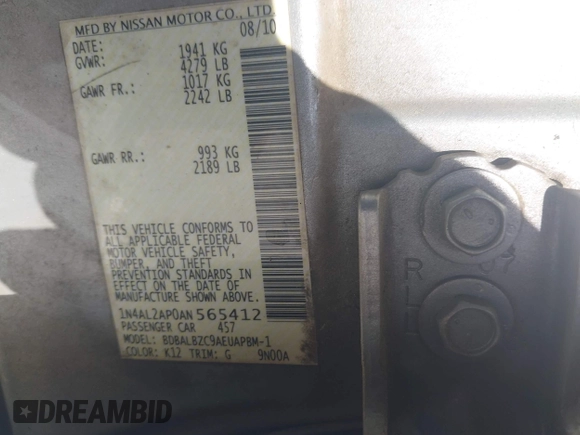 MFD BY NISSAN MOTOR CO., LTD.
DATE: 08/10
GVWR: 1941 KG
4279 LB
GAWR FR.: 1017 KG
2242 LB
GAWR RR.: 993 KG
2189 LB
THIS VEHICLE CONFORMS TO
ALL APPLICABLE FEDERAL
MOTOR VEHICLE SAFETY,
BUMPER, AND THEFT
PREVENTION STANDARDS IN
EFFECT ON THE DATE OF
MANUFACTURE SHOWN ABOVE.
1N4AL2AP0AN565412
PASSENGER CAR 457
MODEL: BDBALBZC9AEUAPBM-1
COLOR: K12 TRIM: G 9N00A
DREAMBID